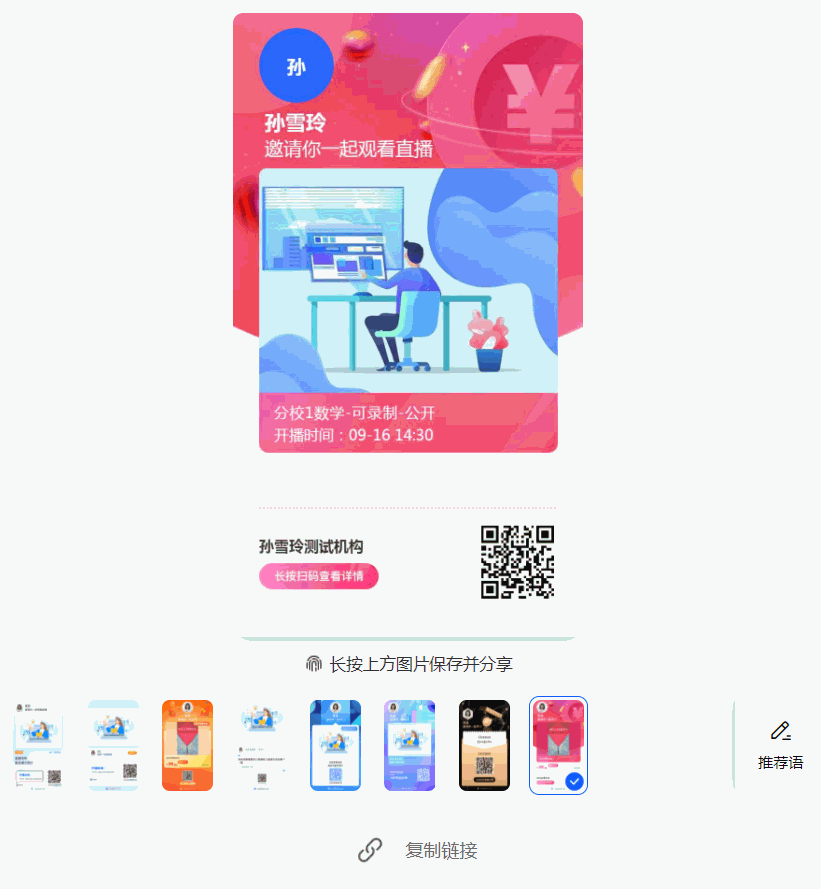 孙
孙雪玲
邀请你一起观看直播
¥
分校1数学-可录制-公开
开播时间：09-16 14:30
孙雪玲测试机构
长按扫码查看详情
长按上方图片保存并分享
推荐语
复制链接